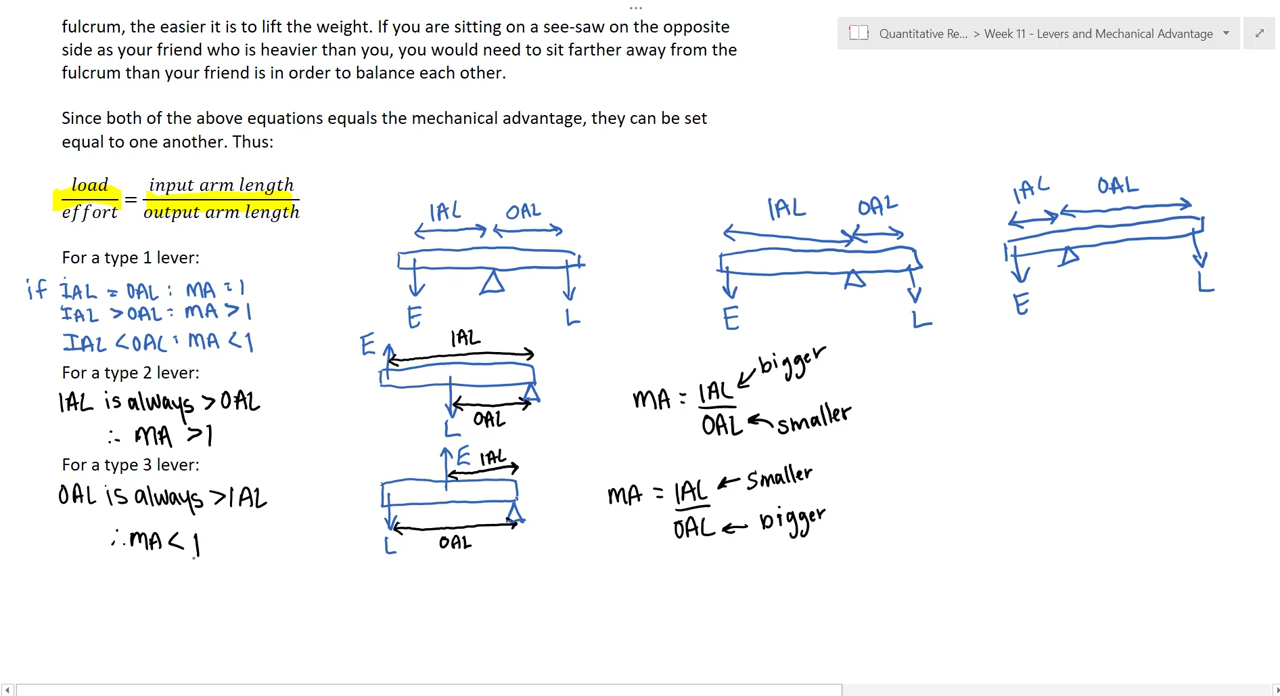 fulcrum, the easier it is to lift the weight. If you are sitting on a see-saw on the opposite
side as your friend who is heavier than you, you would need to sit farther away from the
fulcrum than your friend is in order to balance each other.
Quantitative Re... > Week 11 - Levers and Mechanical Advantage
Since both of the above equations equals the mechanical advantage, they can be set
equal to one another. Thus:
load/effort = input arm length/output arm length
IAL OAL
E L
IAL OAL
E L
IAL OAL
E L
For a type 1 lever:
if IAL = OAL : MA = 1
IAL > OAL : MA > 1
IAL < OAL : MA < 1
For a type 2 lever:
IAL is always > OAL
∴ MA > 1
E IAL
OAL
L
MA = IAL/OAL
bigger
smaller
For a type 3 lever:
OAL is always > IAL
∴ MA < 1
E IAL
L OAL
MA = IAL/OAL
smaller
bigger